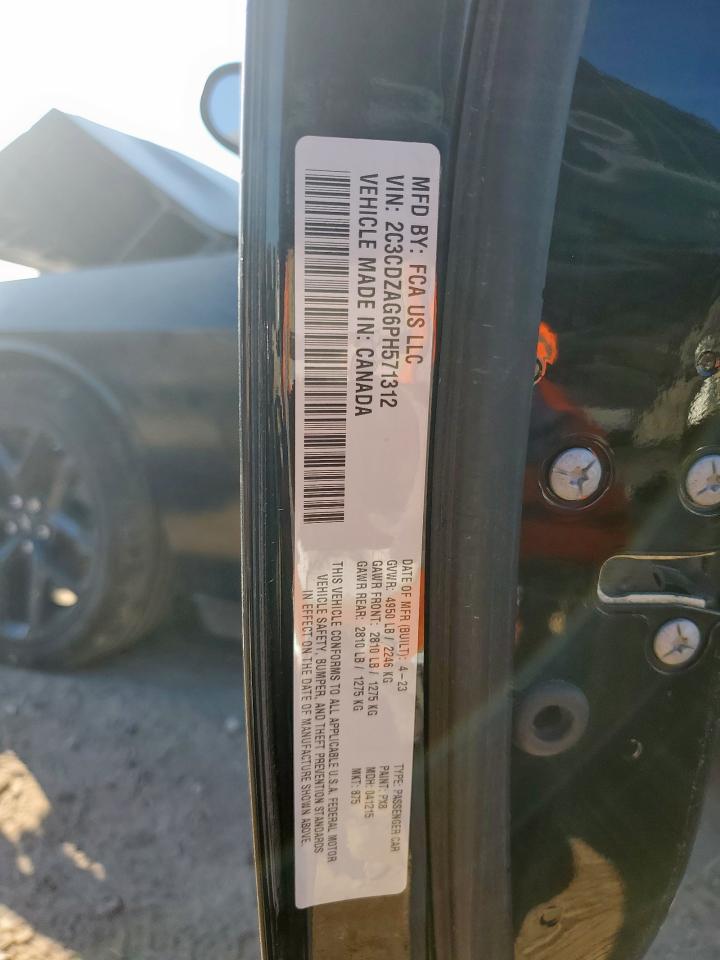 MFD BY: FCA US LLC
VIN: 2C3CDZAG6PH571312
VEHICLE MADE IN: CANADA
DATE OF MFR (BUILT): 4-23
GVWR: 4950 LB / 2246 KG
GAWR FRONT: 2810 LB / 1275 KG
GAWR REAR: 2810 LB / 1275 KG
THIS VEHICLE CONFORMS TO ALL APPLICABLE U.S.A. FEDERAL MOTOR
VEHICLE SAFETY, BUMPER, AND THEFT PREVENTION STANDARDS
IN EFFECT ON THE DATE OF MANUFACTURE SHOWN ABOVE.
TYPE: PASSENGER CAR
PAINT: PX8
MDH: 041215
MKT: 875